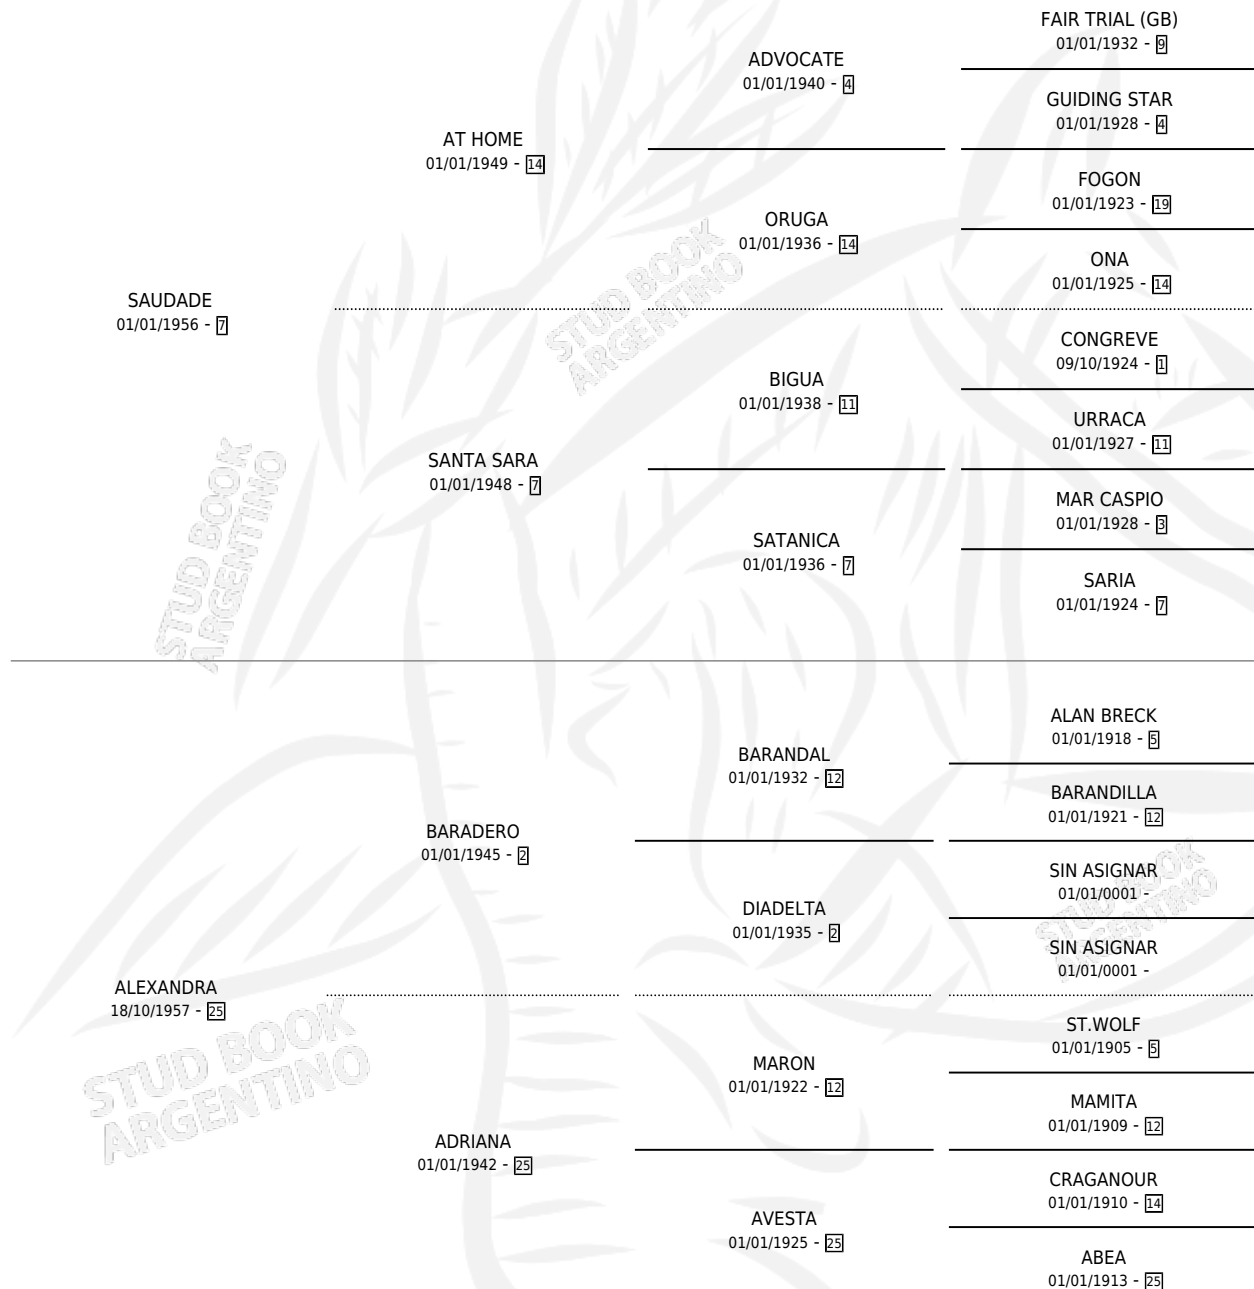 FAIR TRIAL (GB)
01/01/1932 - 9
ADVOCATE
01/01/1940 - 4
GUIDING STAR
01/01/1928 - 4
AT HOME
01/01/1949 - 14
FOGON
01/01/1923 - 19
ORUGA
01/01/1936 - 14
ONA
01/01/1925 - 14
SAUDADE
01/01/1956 - 7
STUD BOOK
ARGENTINO
CONGREVE
09/10/1924 - 1
BIGUA
01/01/1938 - 11
URRACA
01/01/1927 - 11
SANTA SARA
01/01/1948 - 7
MAR CASPIO
01/01/1928 - 3
SATANICA
01/01/1936 - 7
SARIA
01/01/1924 - 7
STUD BOOK
ARGENTINO
ALAN BRECK
01/01/1918 - 5
BARANDAL
01/01/1932 - 12
BARANDILLA
01/01/1921 - 12
BARADERO
01/01/1945 - 2
SIN ASIGNAR
01/01/0001 -
DIADELTA
01/01/1935 - 2
SIN ASIGNAR
01/01/0001 -
STUD BOOK
ARGENTINO
ALEXANDRA
18/10/1957 - 25
STUD BOOK
ARGENTINO
ST.WOLF
01/01/1905 - 5
MARON
01/01/1922 - 12
MAMITA
01/01/1909 - 12
ADRIANA
01/01/1942 - 25
CRAGANOUR
01/01/1910 - 14
AVESTA
01/01/1925 - 25
ABEA
01/01/1913 - 25